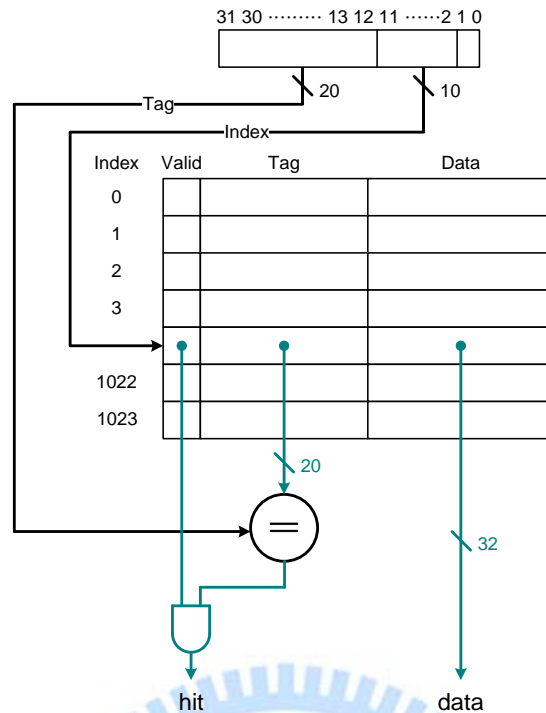 31 30 ········· 13 12 11 ······2 1 0
20
10
Tag
Index
Index Valid Tag Data
0
1
2
3
1022
1023
20
=
32
hit
data